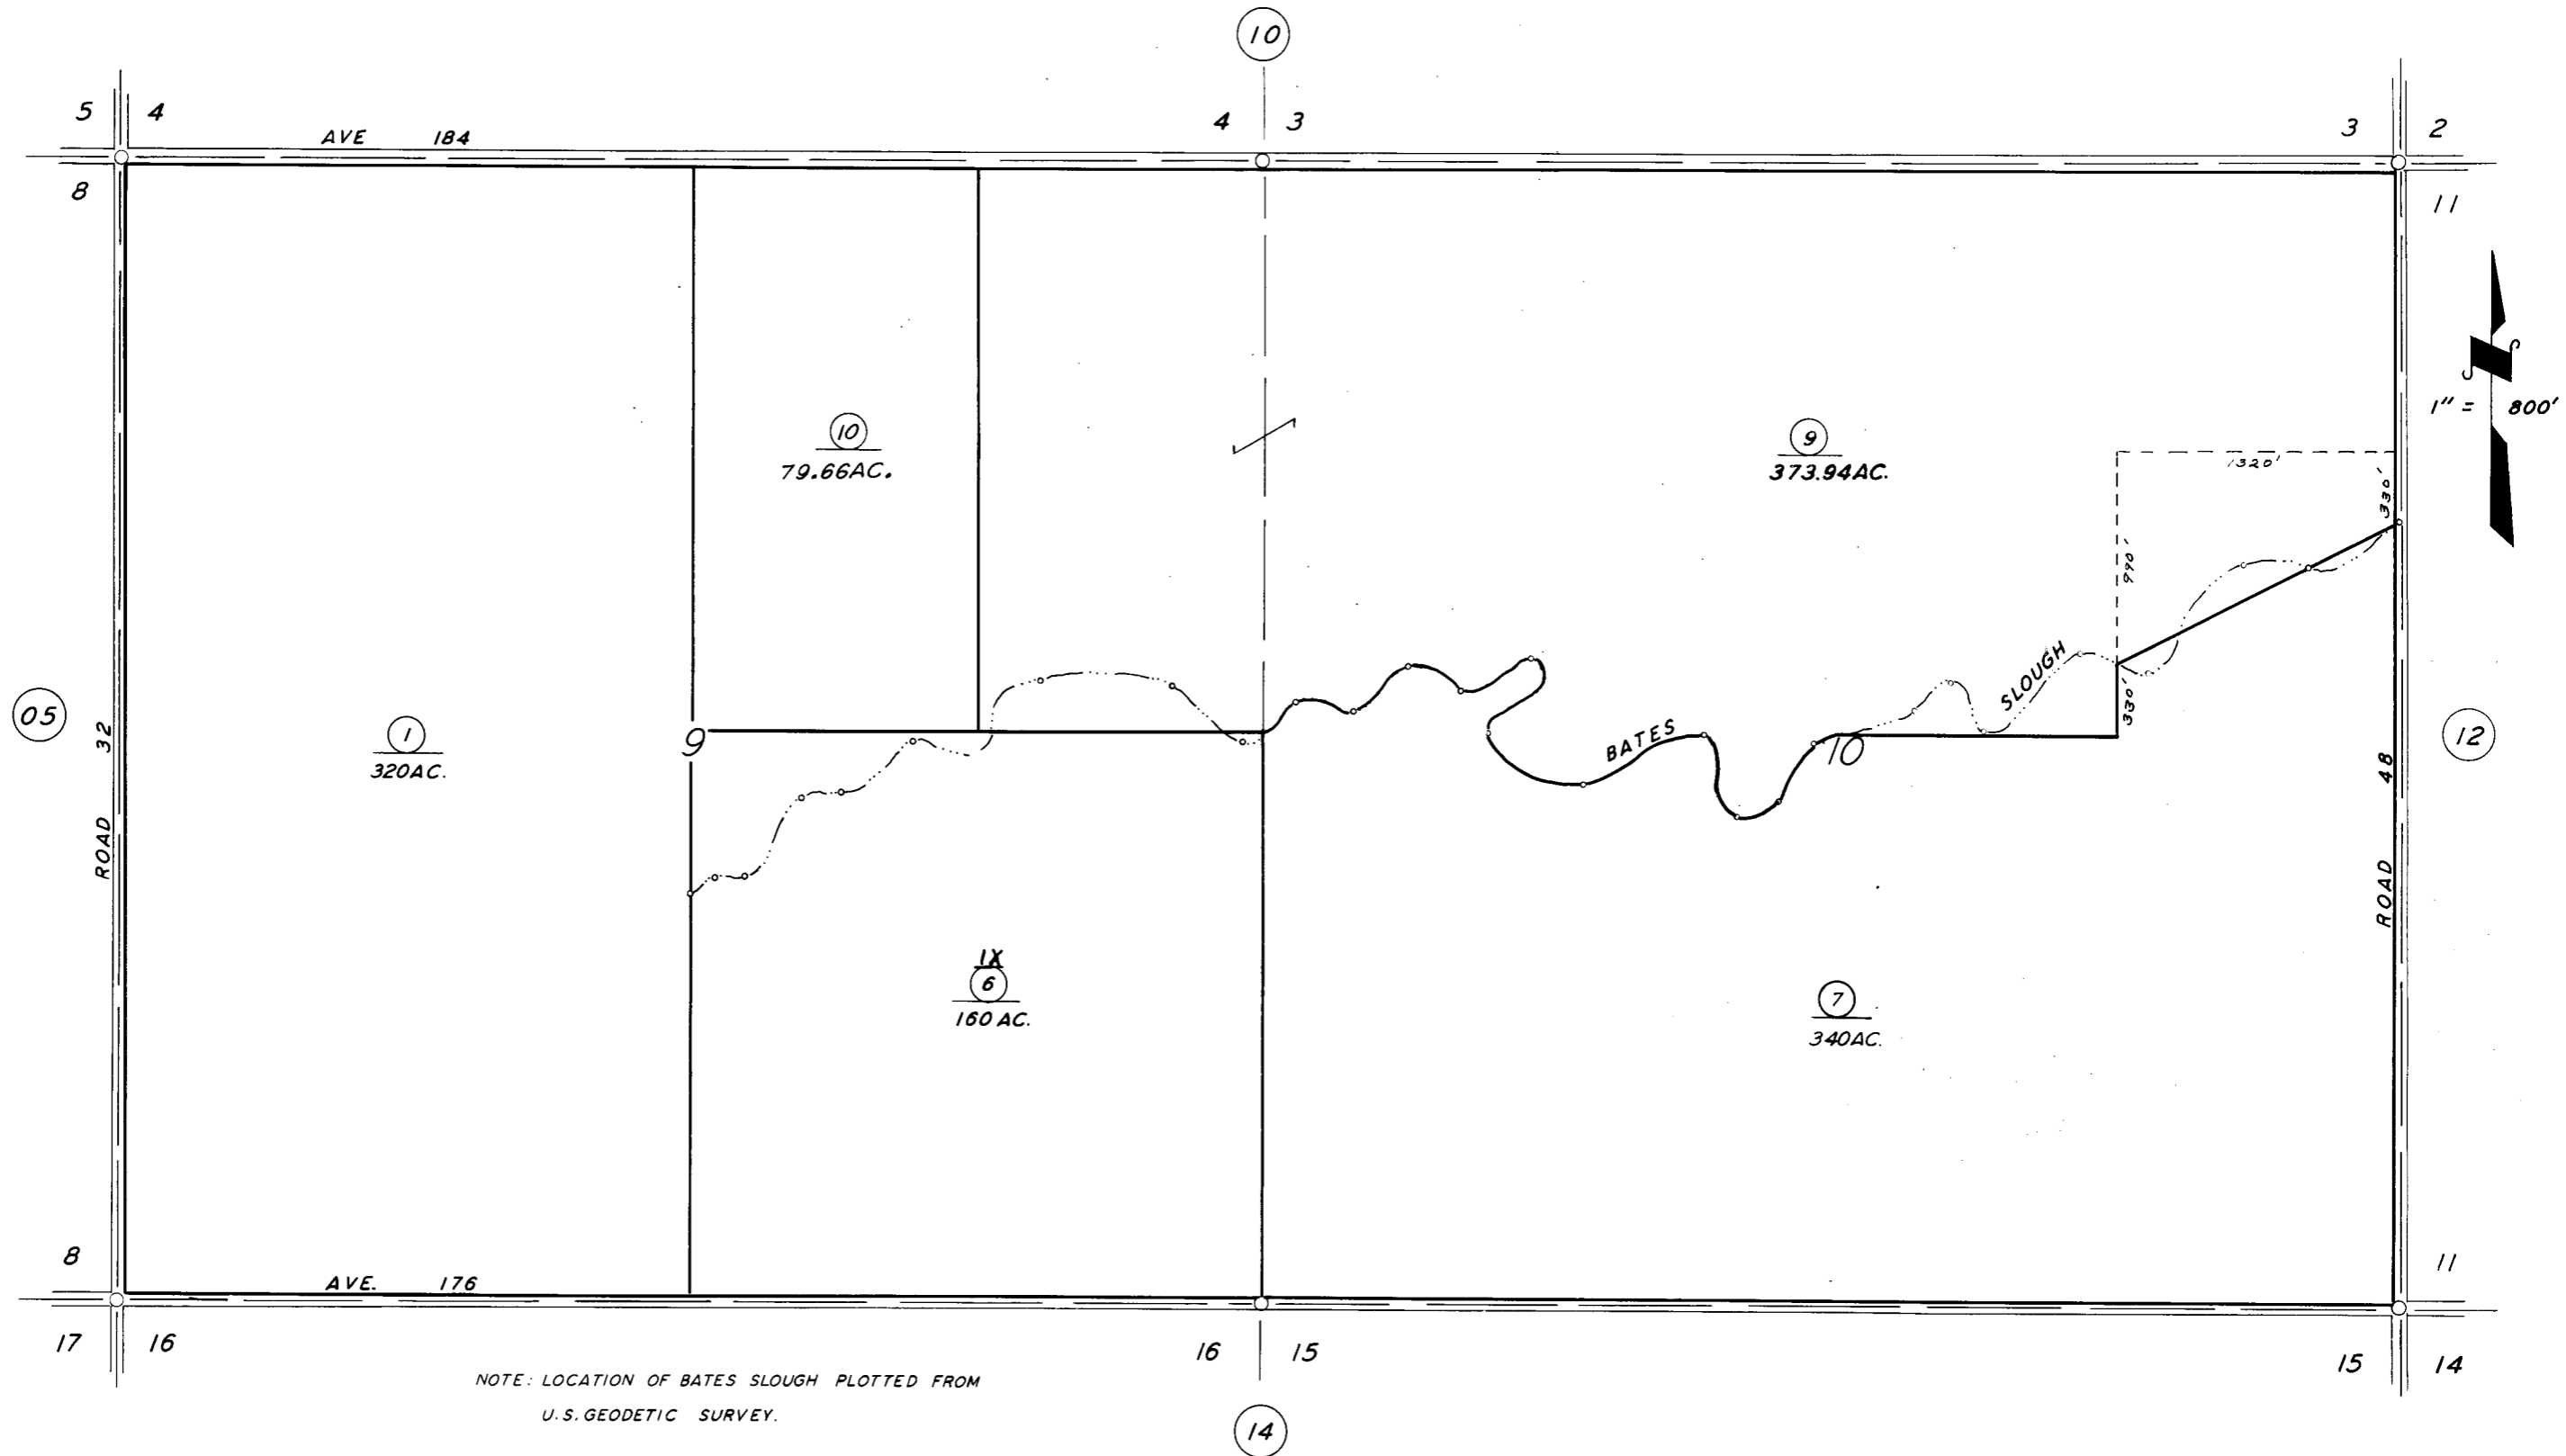 10
5 4
4 3
3 2
AVE 184
8
11
1" = 800'
10
79.66AC.
9
373.94AC.
1320'
330'
990'
330'
SLOUGH
BATES
05
ROAD 32
1
320AC.
9
10
12
ROAD 48
1X
6
160 AC.
7
340AC.
8
11
AVE. 176
17 16
16 15
15 14
NOTE: LOCATION OF BATES SLOUGH PLOTTED FROM
U.S. GEODETIC SURVEY.
14